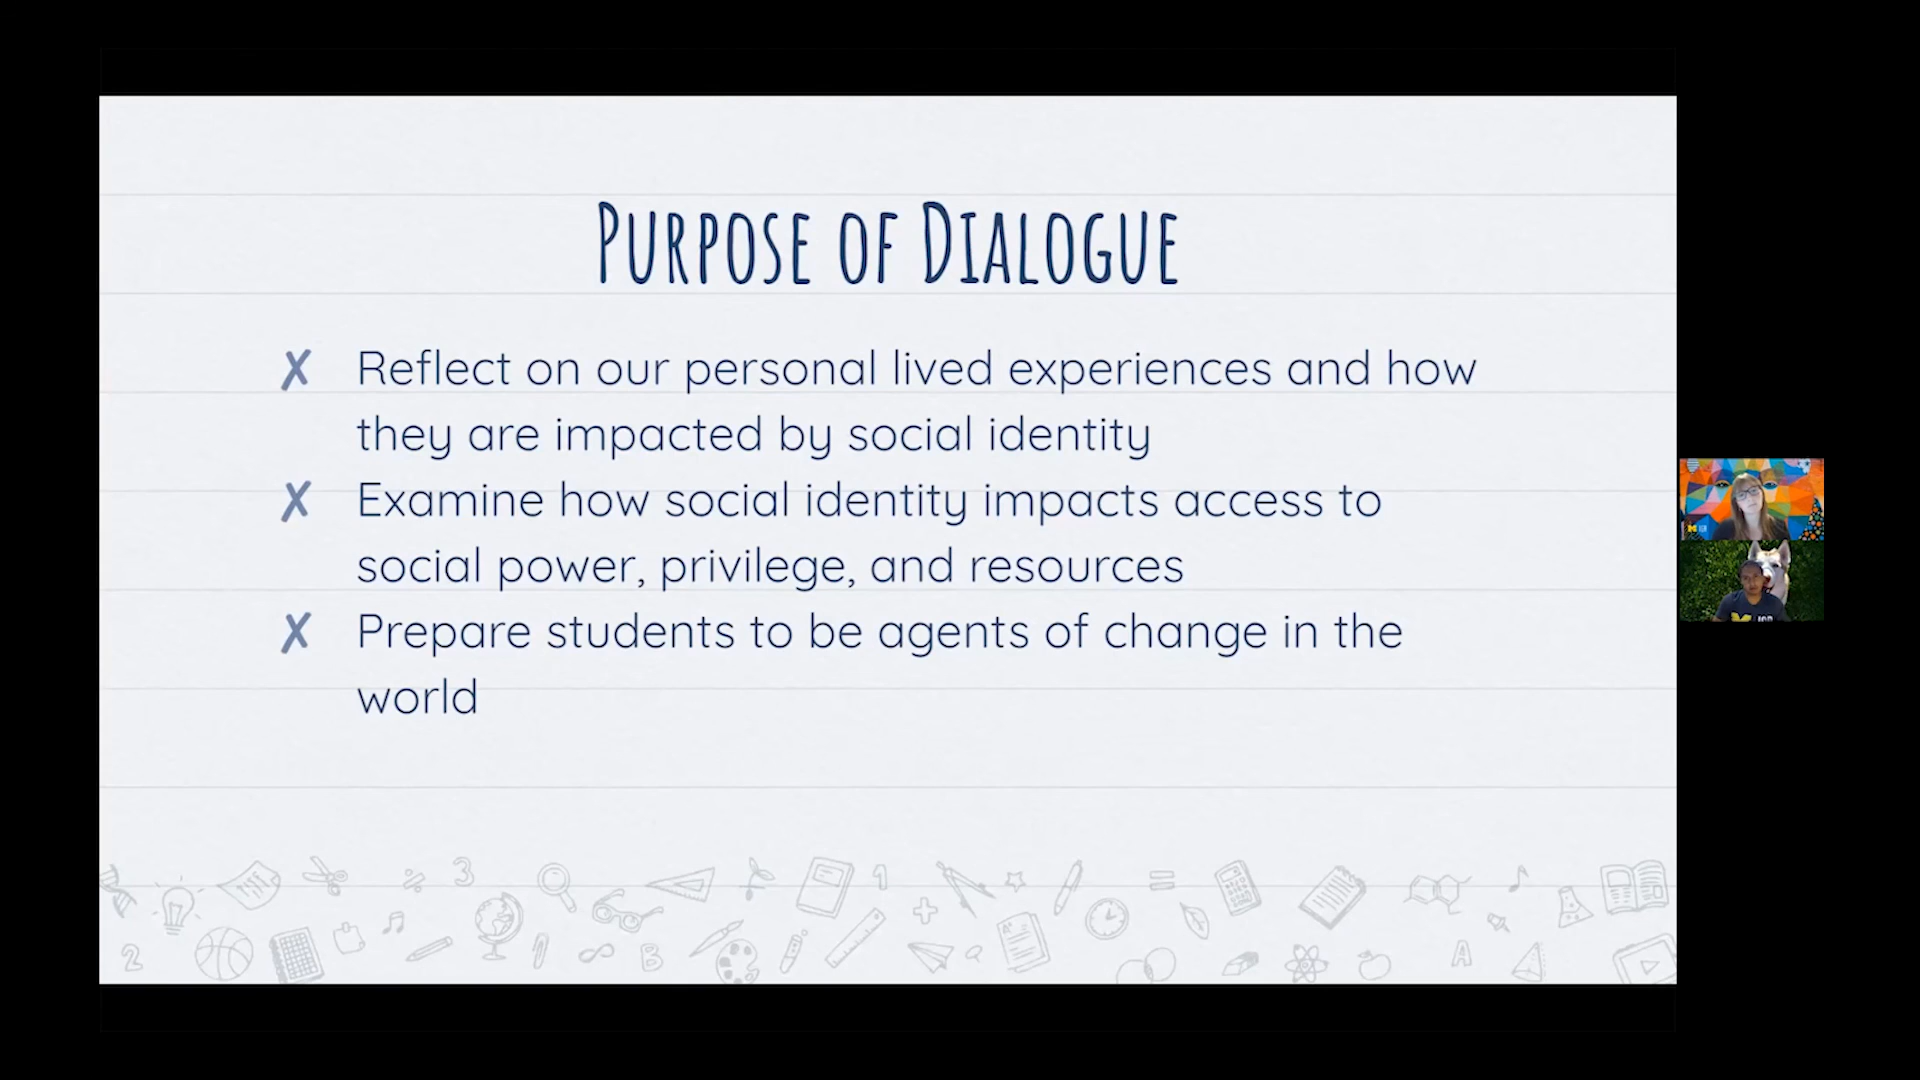 PURPOSE OF DIALOGUE
✗ Reflect on our personal lived experiences and how
they are impacted by social identity
✗ Examine how social identity impacts access to
social power, privilege, and resources
✗ Prepare students to be agents of change in the
world